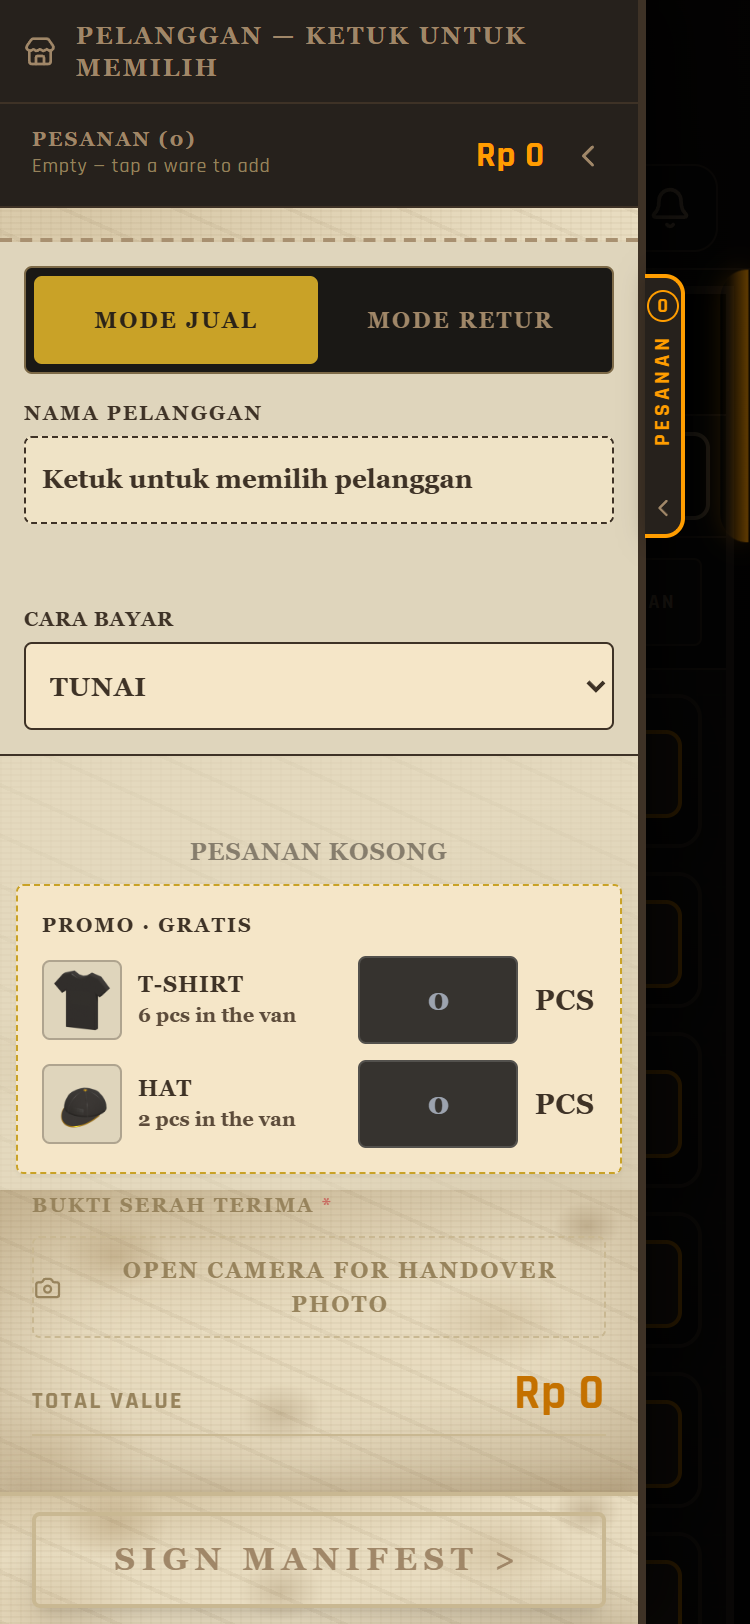 PELANGGAN — KETUK UNTUK
MEMILIH
PESANAN (0)
Empty — tap a ware to add
Rp 0
0
PESANAN
MODE JUAL
MODE RETUR
NAMA PELANGGAN
Ketuk untuk memilih pelanggan
AN
CARA BAYAR
TUNAI
PESANAN KOSONG
PROMO · GRATIS
T-SHIRT
6 pcs in the van
0
PCS
HAT
2 pcs in the van
0
PCS
BUKTI SERAH TERIMA *
OPEN CAMERA FOR HANDOVER
PHOTO
TOTAL VALUE
Rp 0
SIGN MANIFEST >